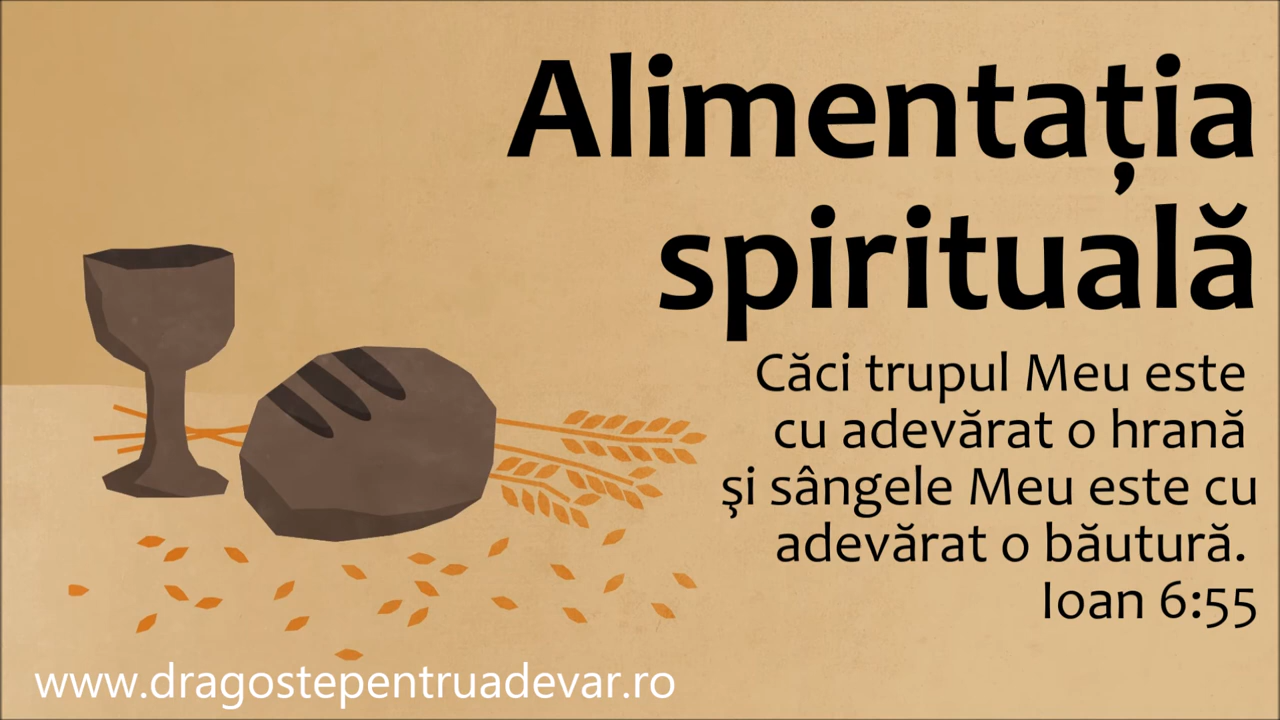 Alimentația
spirituală
Căci trupul Meu este
cu adevărat o hrană
şi sângele Meu este cu
adevărat o băutură.
Ioan 6:55
www.dragostepentruadevar.ro